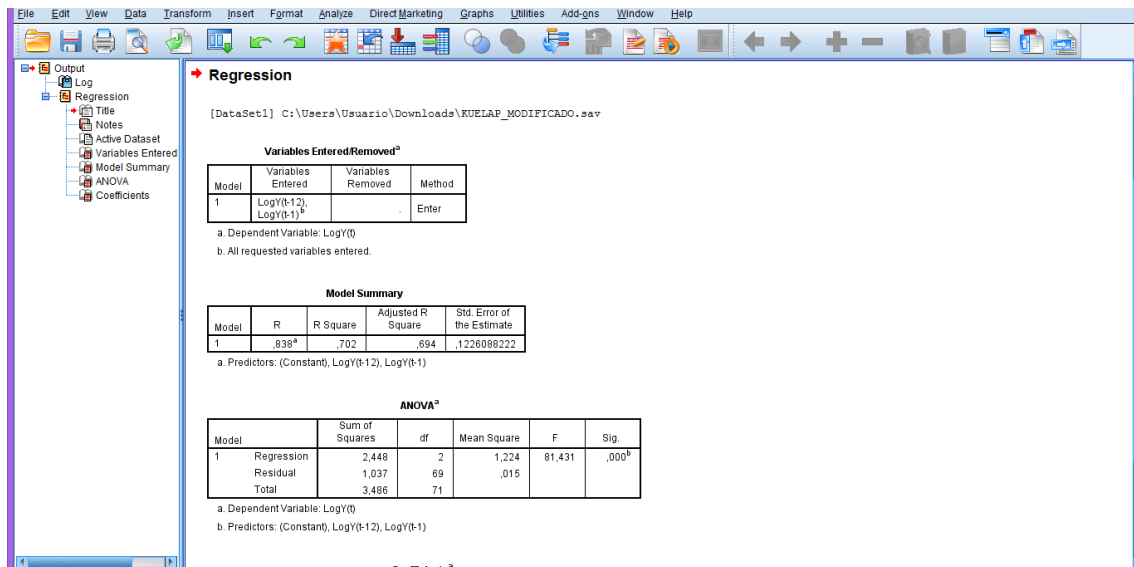 File Edit View Data Transform Insert Format Analyze Direct Marketing Graphs Utilities Add-ons Window Help
Output
Log
Regression
Title
Notes
Active Dataset
Variables Entered
Model Summary
ANOVA
Coefficients
Regression
[DataSet1] C:\Users\Usuario\Downloads\KUELAP_MODIFICADO.sav
Variables Entered/Removedᵃ
Model Variables Entered Variables Removed Method
1 LogY(t-12), LogY(t-1)ᵇ . Enter
a. Dependent Variable: LogY(t)
b. All requested variables entered.
Model Summary
Model R R Square Adjusted R Square Std. Error of the Estimate
1 ,838ᵃ ,702 ,694 ,1226088222
a. Predictors: (Constant), LogY(t-12), LogY(t-1)
ANOVAᵃ
Model Sum of Squares df Mean Square F Sig.
1 Regression 2,448 2 1,224 81,431 ,000ᵇ
Residual 1,037 69 ,015
Total 3,486 71
a. Dependent Variable: LogY(t)
b. Predictors: (Constant), LogY(t-12), LogY(t-1)